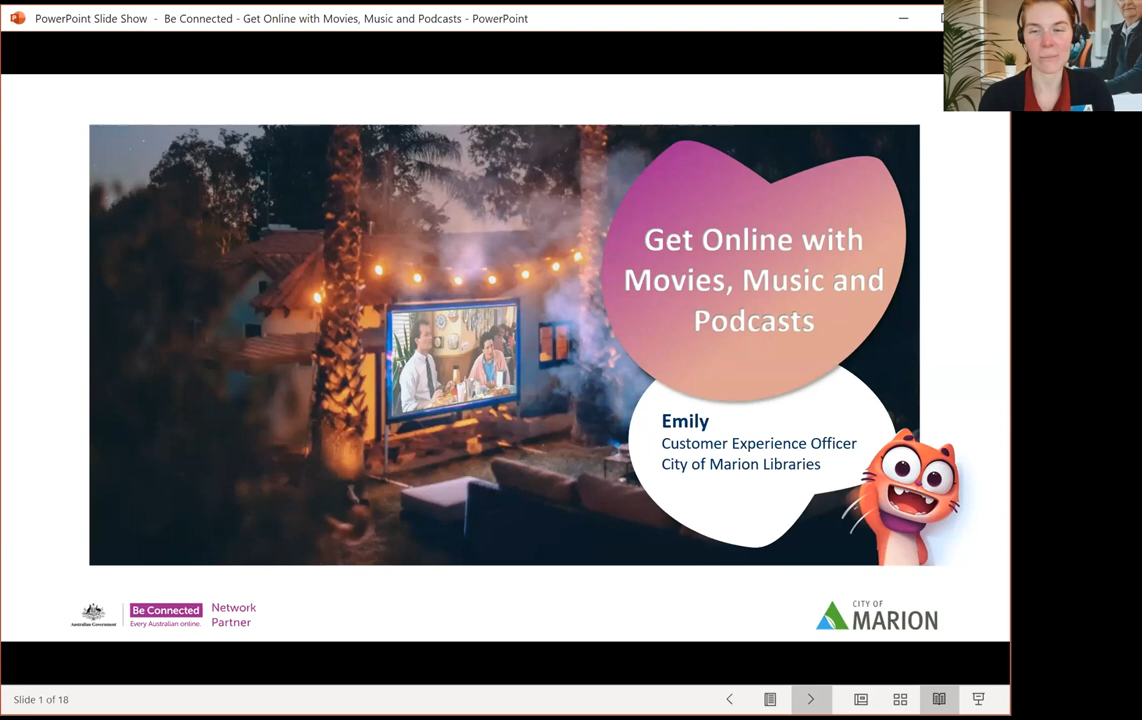 PowerPoint Slide Show - Be Connected - Get Online with Movies, Music and Podcasts - PowerPoint
Get Online with
Movies, Music and
Podcasts
Emily
Customer Experience Officer
City of Marion Libraries
Australian Government
Be Connected
Every Australian online.
Network
Partner
CITY OF
MARION
Slide 1 of 18